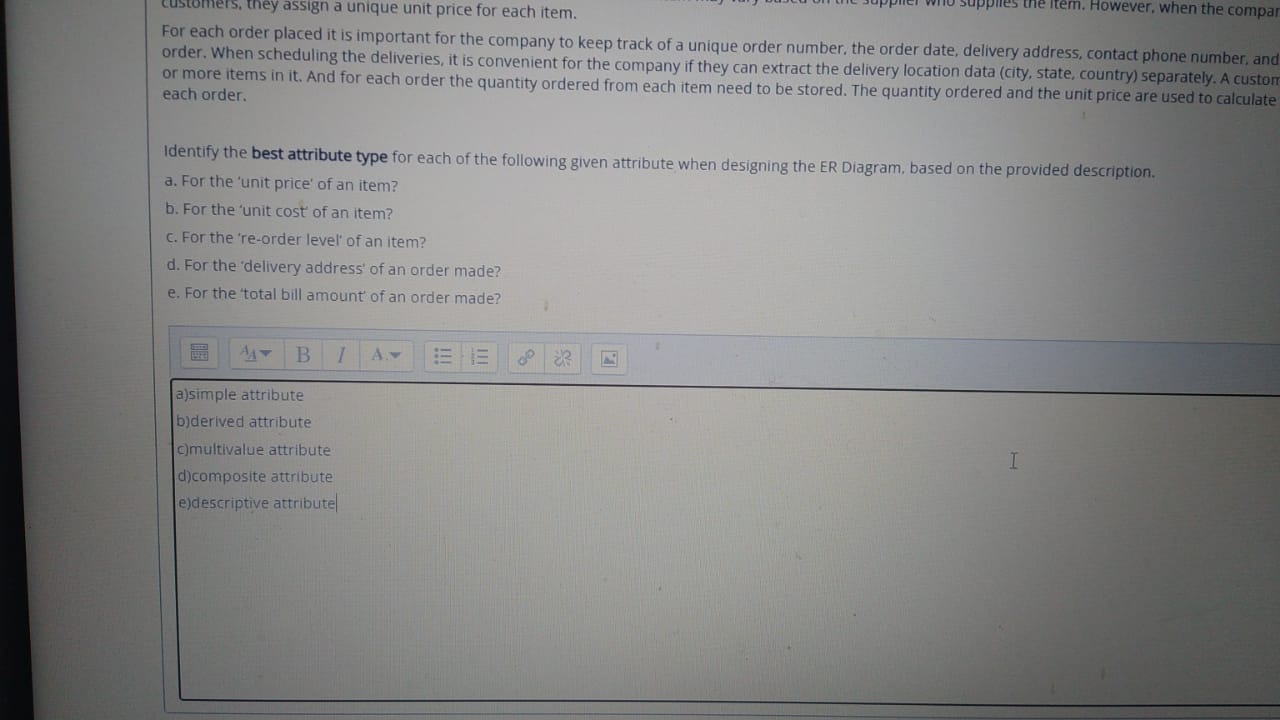 customers, they assign a unique unit price for each item.
the supplier who supplies the item. However, when the compar
For each order placed it is important for the company to keep track of a unique order number, the order date, delivery address, contact phone number, and
order. When scheduling the deliveries, it is convenient for the company if they can extract the delivery location data (city, state, country) separately. A custom
or more items in it. And for each order the quantity ordered from each item need to be stored. The quantity ordered and the unit price are used to calculate
each order.
Identify the best attribute type for each of the following given attribute when designing the ER Diagram, based on the provided description.
a. For the 'unit price' of an item?
b. For the 'unit cost' of an item?
c. For the 're-order level' of an item?
d. For the 'delivery address' of an order made?
e. For the 'total bill amount' of an order made?
B I A
a)simple attribute
b)derived attribute
c)multivalue attribute
d)composite attribute
e)descriptive attribute